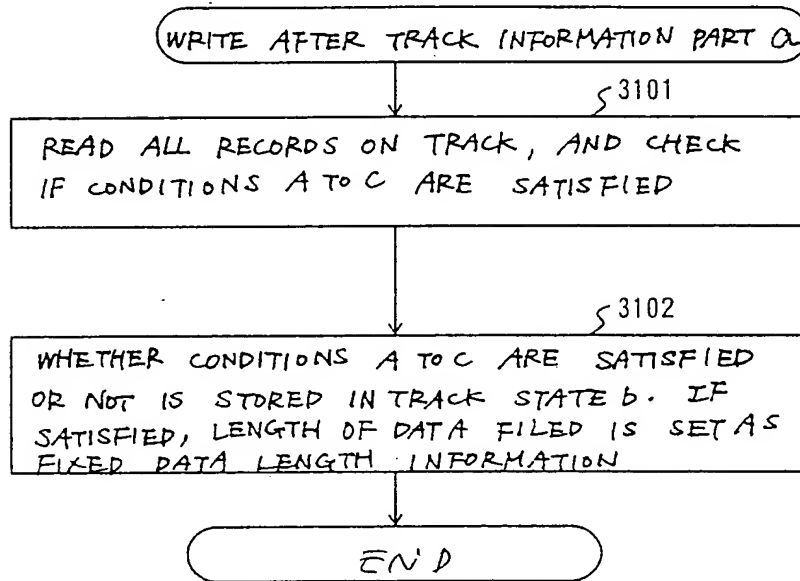 WRITE AFTER TRACK INFORMATION PART a
3101
READ ALL RECORDS ON TRACK, AND CHECK
IF CONDITIONS A TO C ARE SATISFIED
3102
WHETHER CONDITIONS A TO C ARE SATISFIED
OR NOT IS STORED IN TRACK STATE b. IF
SATISFIED, LENGTH OF DATA FILED IS SET AS
FIXED DATA LENGTH INFORMATION
END